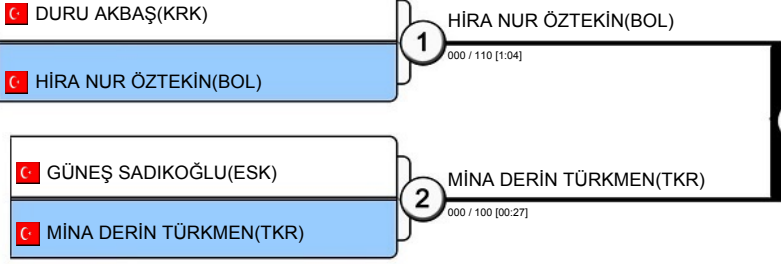 DURU AKBAŞ(KRK)
HİRA NUR ÖZTEKİN(BOL)
1
HİRA NUR ÖZTEKİN(BOL)
000 / 110 [1:04]
GÜNEŞ SADIKOĞLU(ESK)
MİNA DERİN TÜRKMEN(TKR)
2
MİNA DERİN TÜRKMEN(TKR)
000 / 100 [00:27]